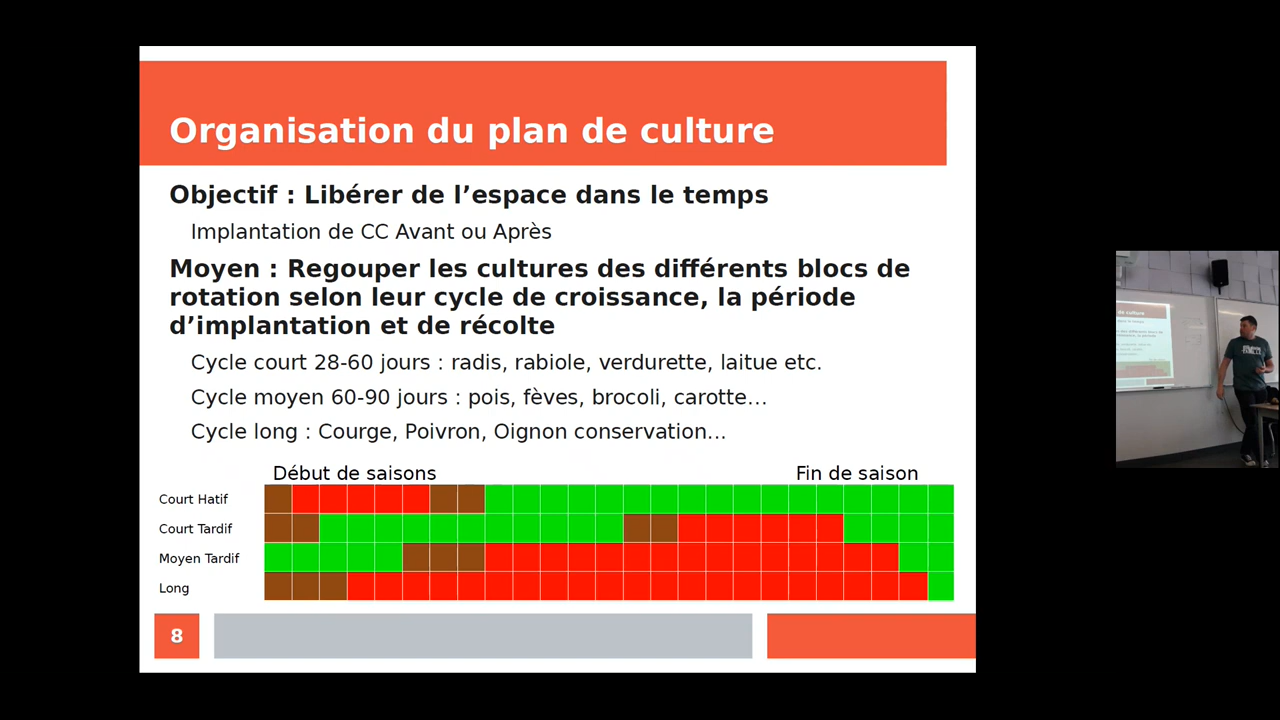 Organisation du plan de culture
Objectif : Libérer de l’espace dans le temps
Implantation de CC Avant ou Après
Moyen : Regouper les cultures des différents blocs de
rotation selon leur cycle de croissance, la période
d’implantation et de récolte
Cycle court 28-60 jours : radis, rabiole, verdurette, laitue etc.
Cycle moyen 60-90 jours : pois, fèves, brocoli, carotte…
Cycle long : Courge, Poivron, Oignon conservation…
Début de saisons Fin de saison
Court Hatif
Court Tardif
Moyen Tardif
Long
8